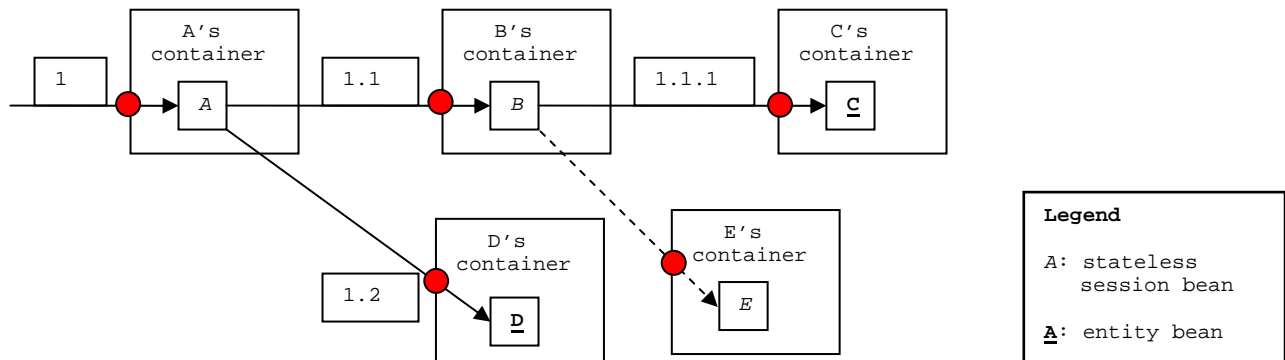 A's
container
B's
container
C's
container
1
1.1
1.1.1
A
B
C
D's
container
E's
container
1.2
D
E
Legend
A: stateless
session bean
A: entity bean